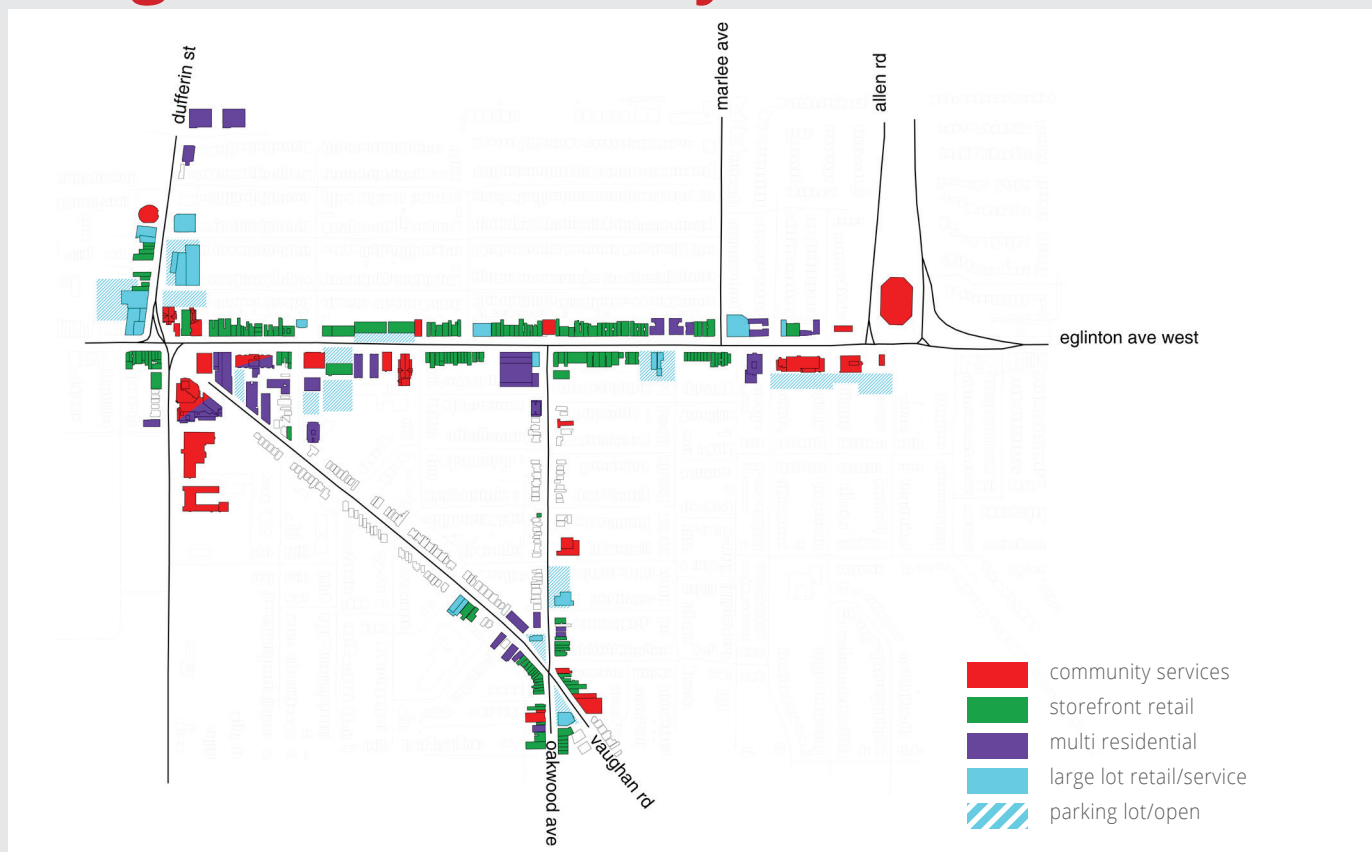 dufferin st
marlee ave
allen rd
eglinton ave west
community services
storefront retail
multi residential
large lot retail/service
parking lot/open
oakwood ave
vaughan rd